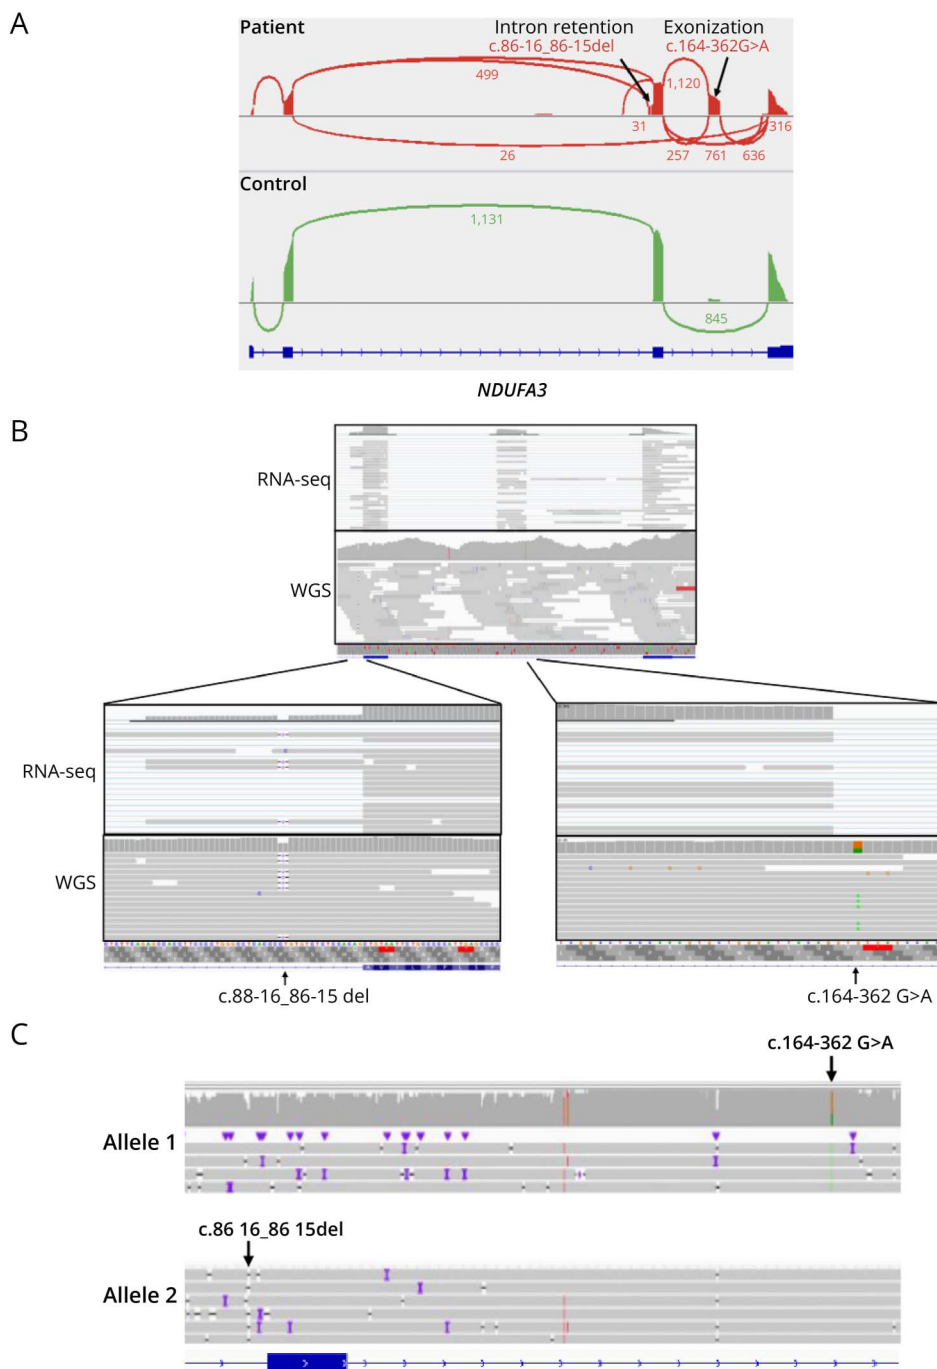 A
Patient
Intron retention
c.86-16_86-15del
Exonization
c.164-362G>A
499
1,120
31
316
26
257
761
636
Control
1,131
845
NDUFA3
B
RNA-seq
WGS
RNA-seq
WGS
c.88-16_86-15 del
c.164-362 G>A
C
c.164-362 G>A
Allele 1
c.86 16_86 15del
Allele 2